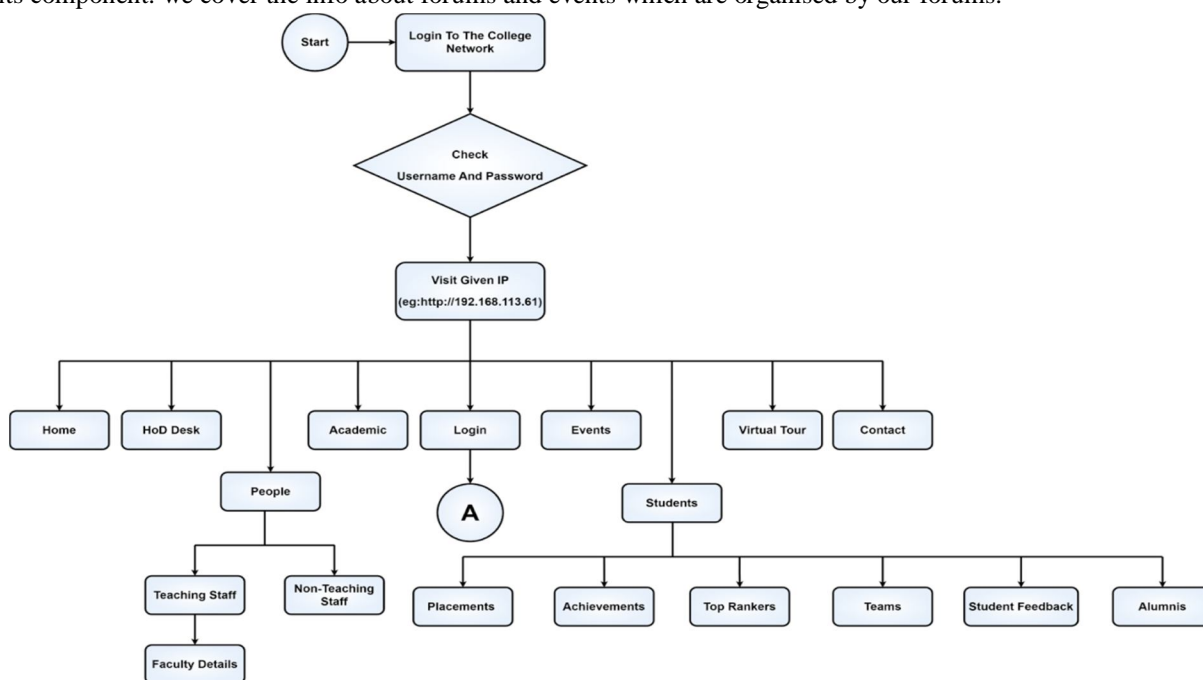 its component: we cover the info about forums and events which are organised by our forums.
Start
Login To The College
Network
Check
Username And Password
Visit Given IP
(eg:http://192.168.113.61)
Home
HoD Desk
Academic
Login
Events
Virtual Tour
Contact
People
A
Students
Teaching Staff
Non-Teaching
Staff
Placements
Achievements
Top Rankers
Teams
Student Feedback
Alumnis
Faculty Details